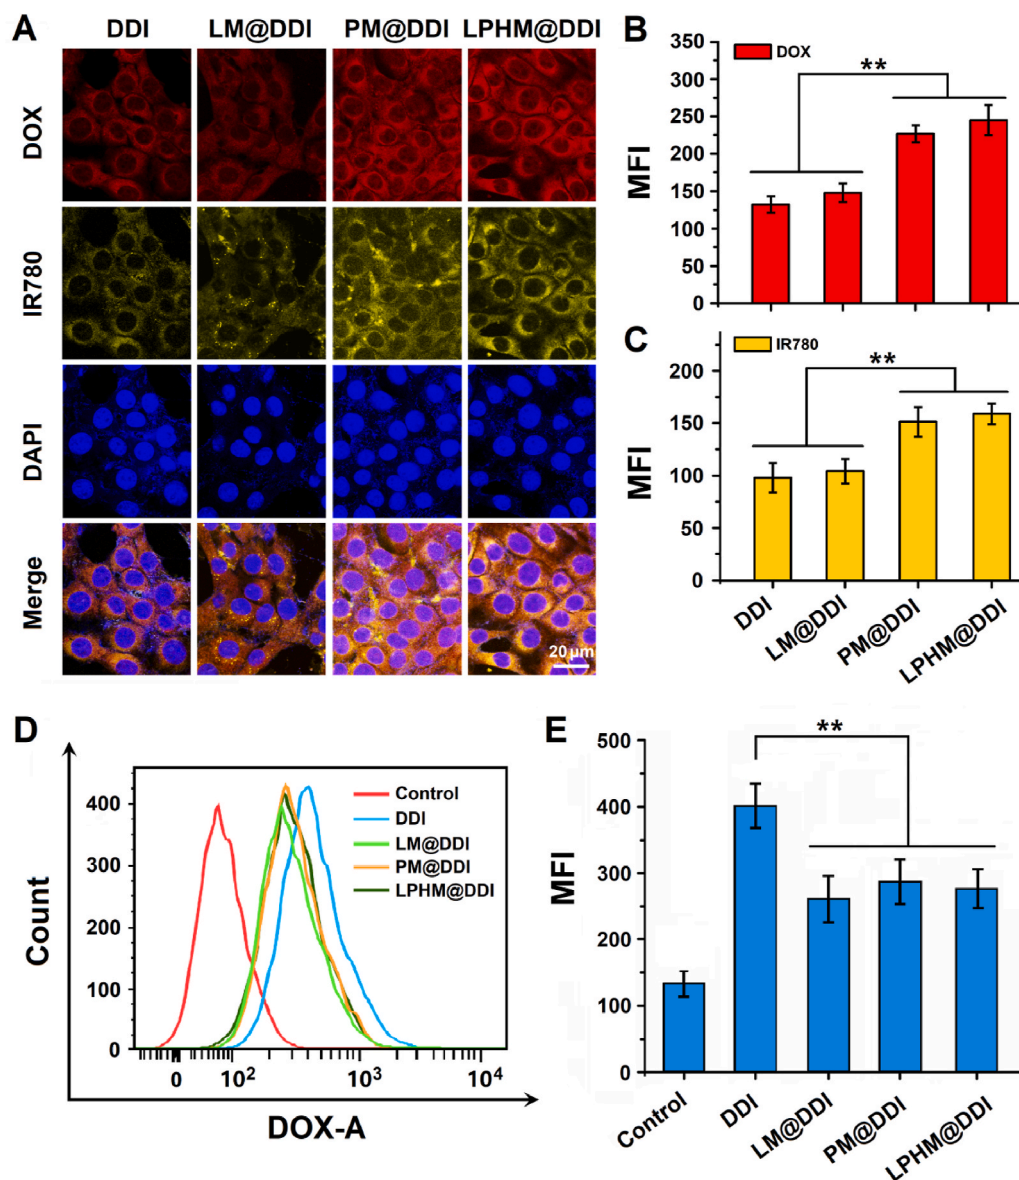 A
DDI
LM@DDI
PM@DDI
LPHM@DDI
DOX
IR780
DAPI
Merge
20 μm
B
MFI
350
300
250
200
150
100
50
0
DOX
**
C
MFI
200
150
100
50
0
IR780
**
DDI
LM@DDI
PM@DDI
LPHM@DDI
D
Count
400
300
200
100
0
Control
DDI
LM@DDI
PM@DDI
LPHM@DDI
0
10²
10³
10⁴
DOX-A
E
MFI
500
400
300
200
100
0
**
Control
DDI
LM@DDI
PM@DDI
LPHM@DDI